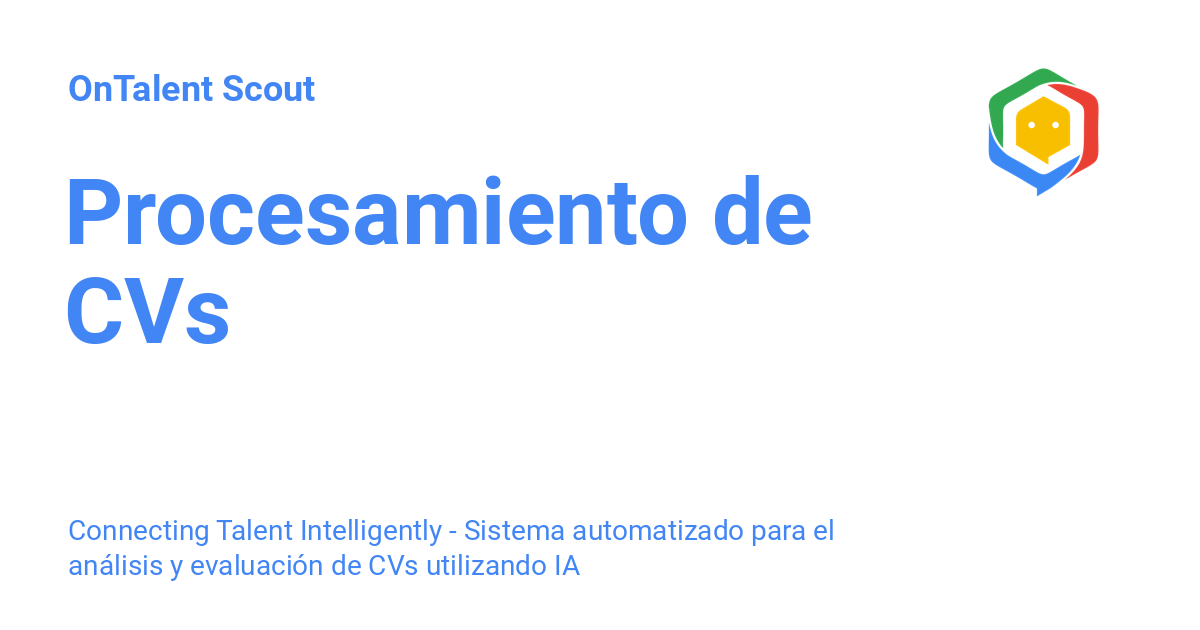 OnTalent Scout
Procesamiento de
CVs
Connecting Talent Intelligently - Sistema automatizado para el
análisis y evaluación de CVs utilizando IA